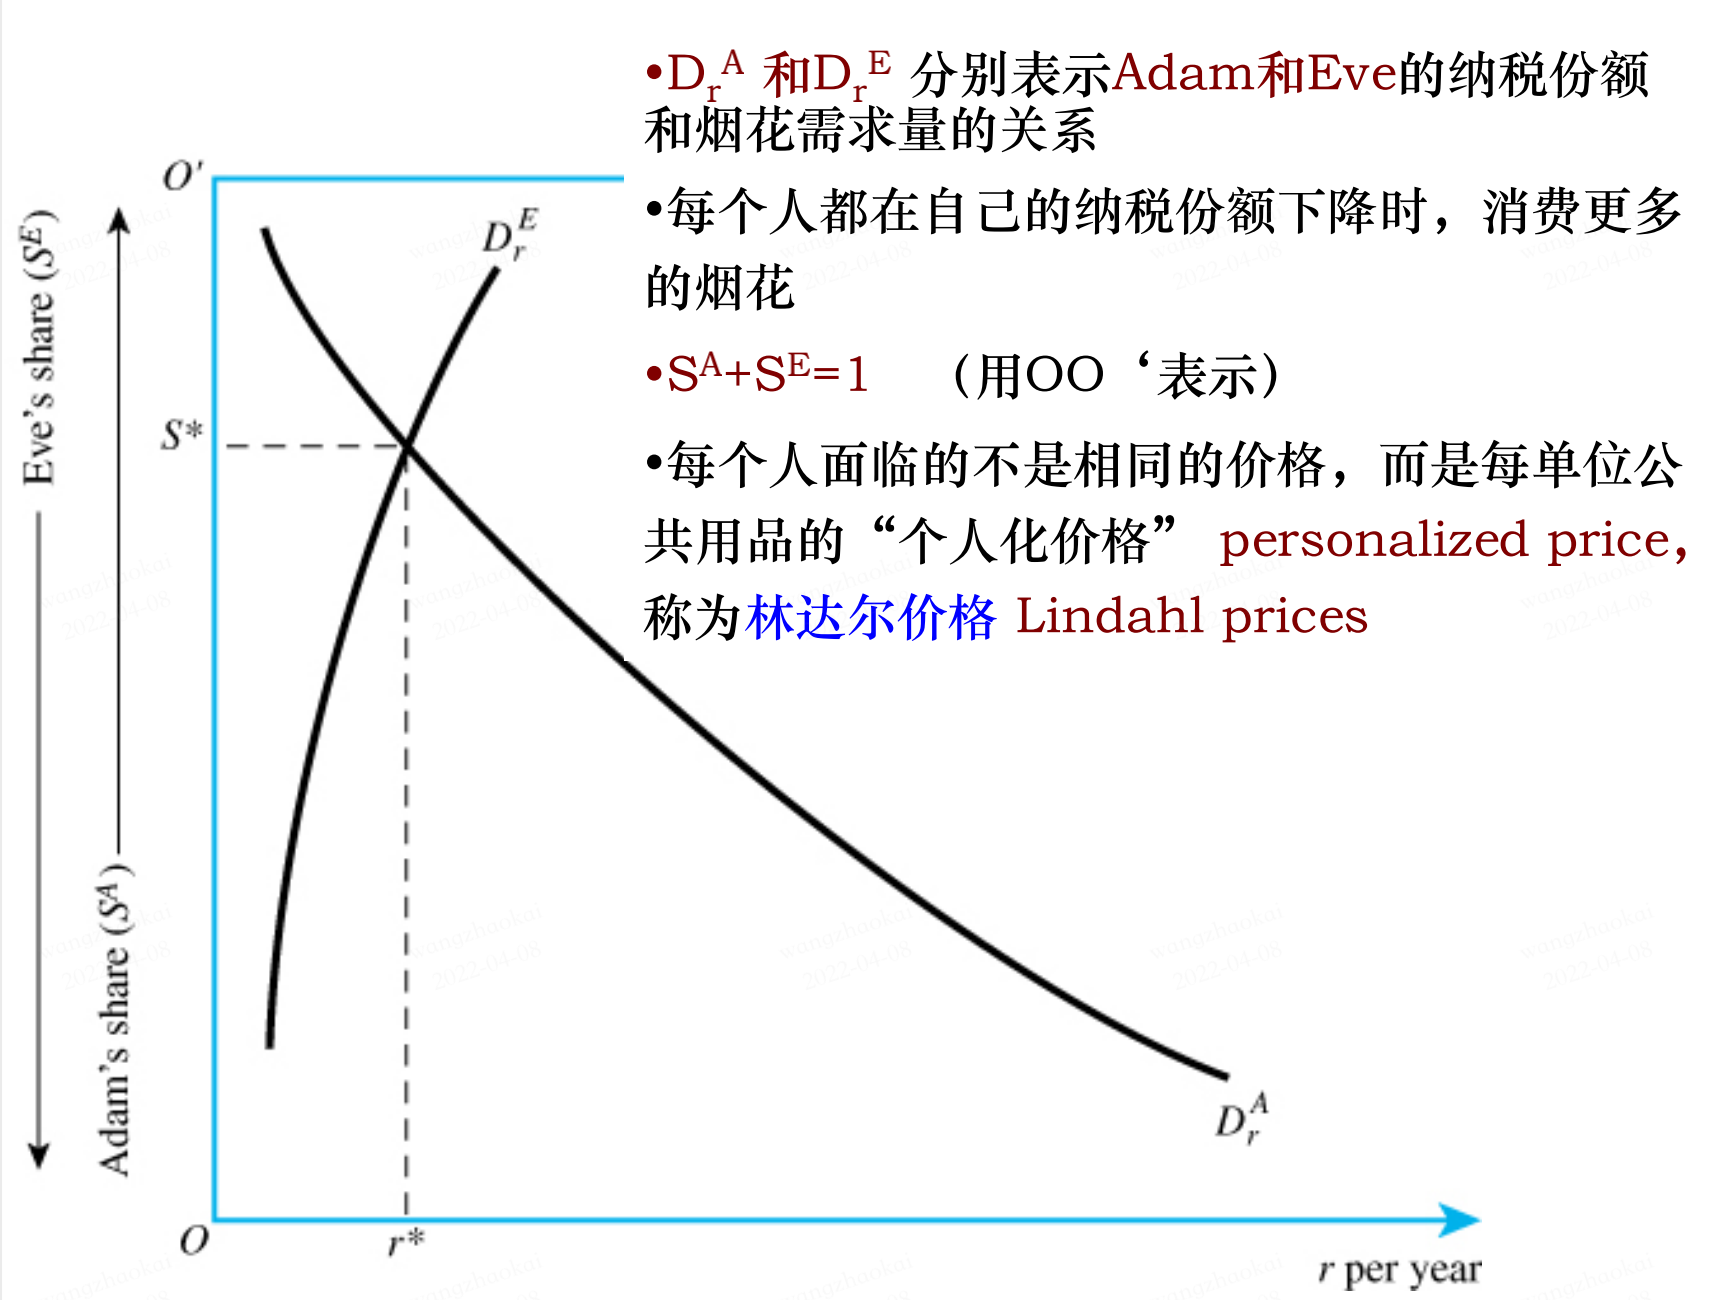 •DrA 和DrE 分别表示Adam和Eve的纳税份额
和烟花需求量的关系
•每个人都在自己的纳税份额下降时，消费更多
的烟花
•SA+SE=1 （用OO‘表示）
•每个人面临的不是相同的价格，而是每单位公
共用品的“个人化价格” personalized price,
称为林达尔价格 Lindahl prices
O'
DrE
Eve's share (SE)
S*
Adam's share (SA)
DrA
O
r*
r per year
wangzhaokai
2022-04-08